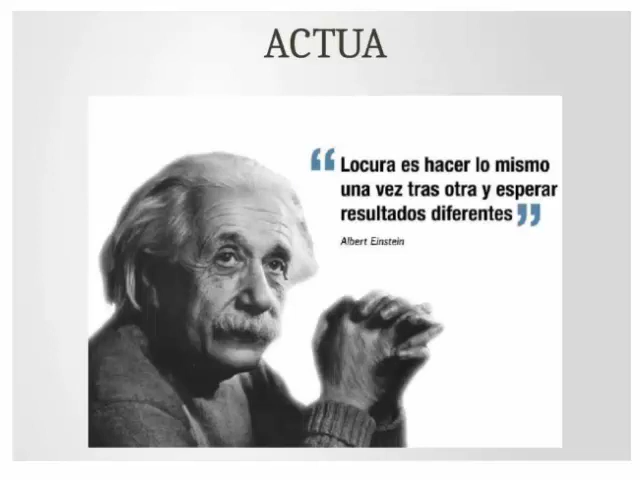 ACTUA
“ Locura es hacer lo mismo
una vez tras otra y esperar
resultados diferentes ”
Albert Einstein